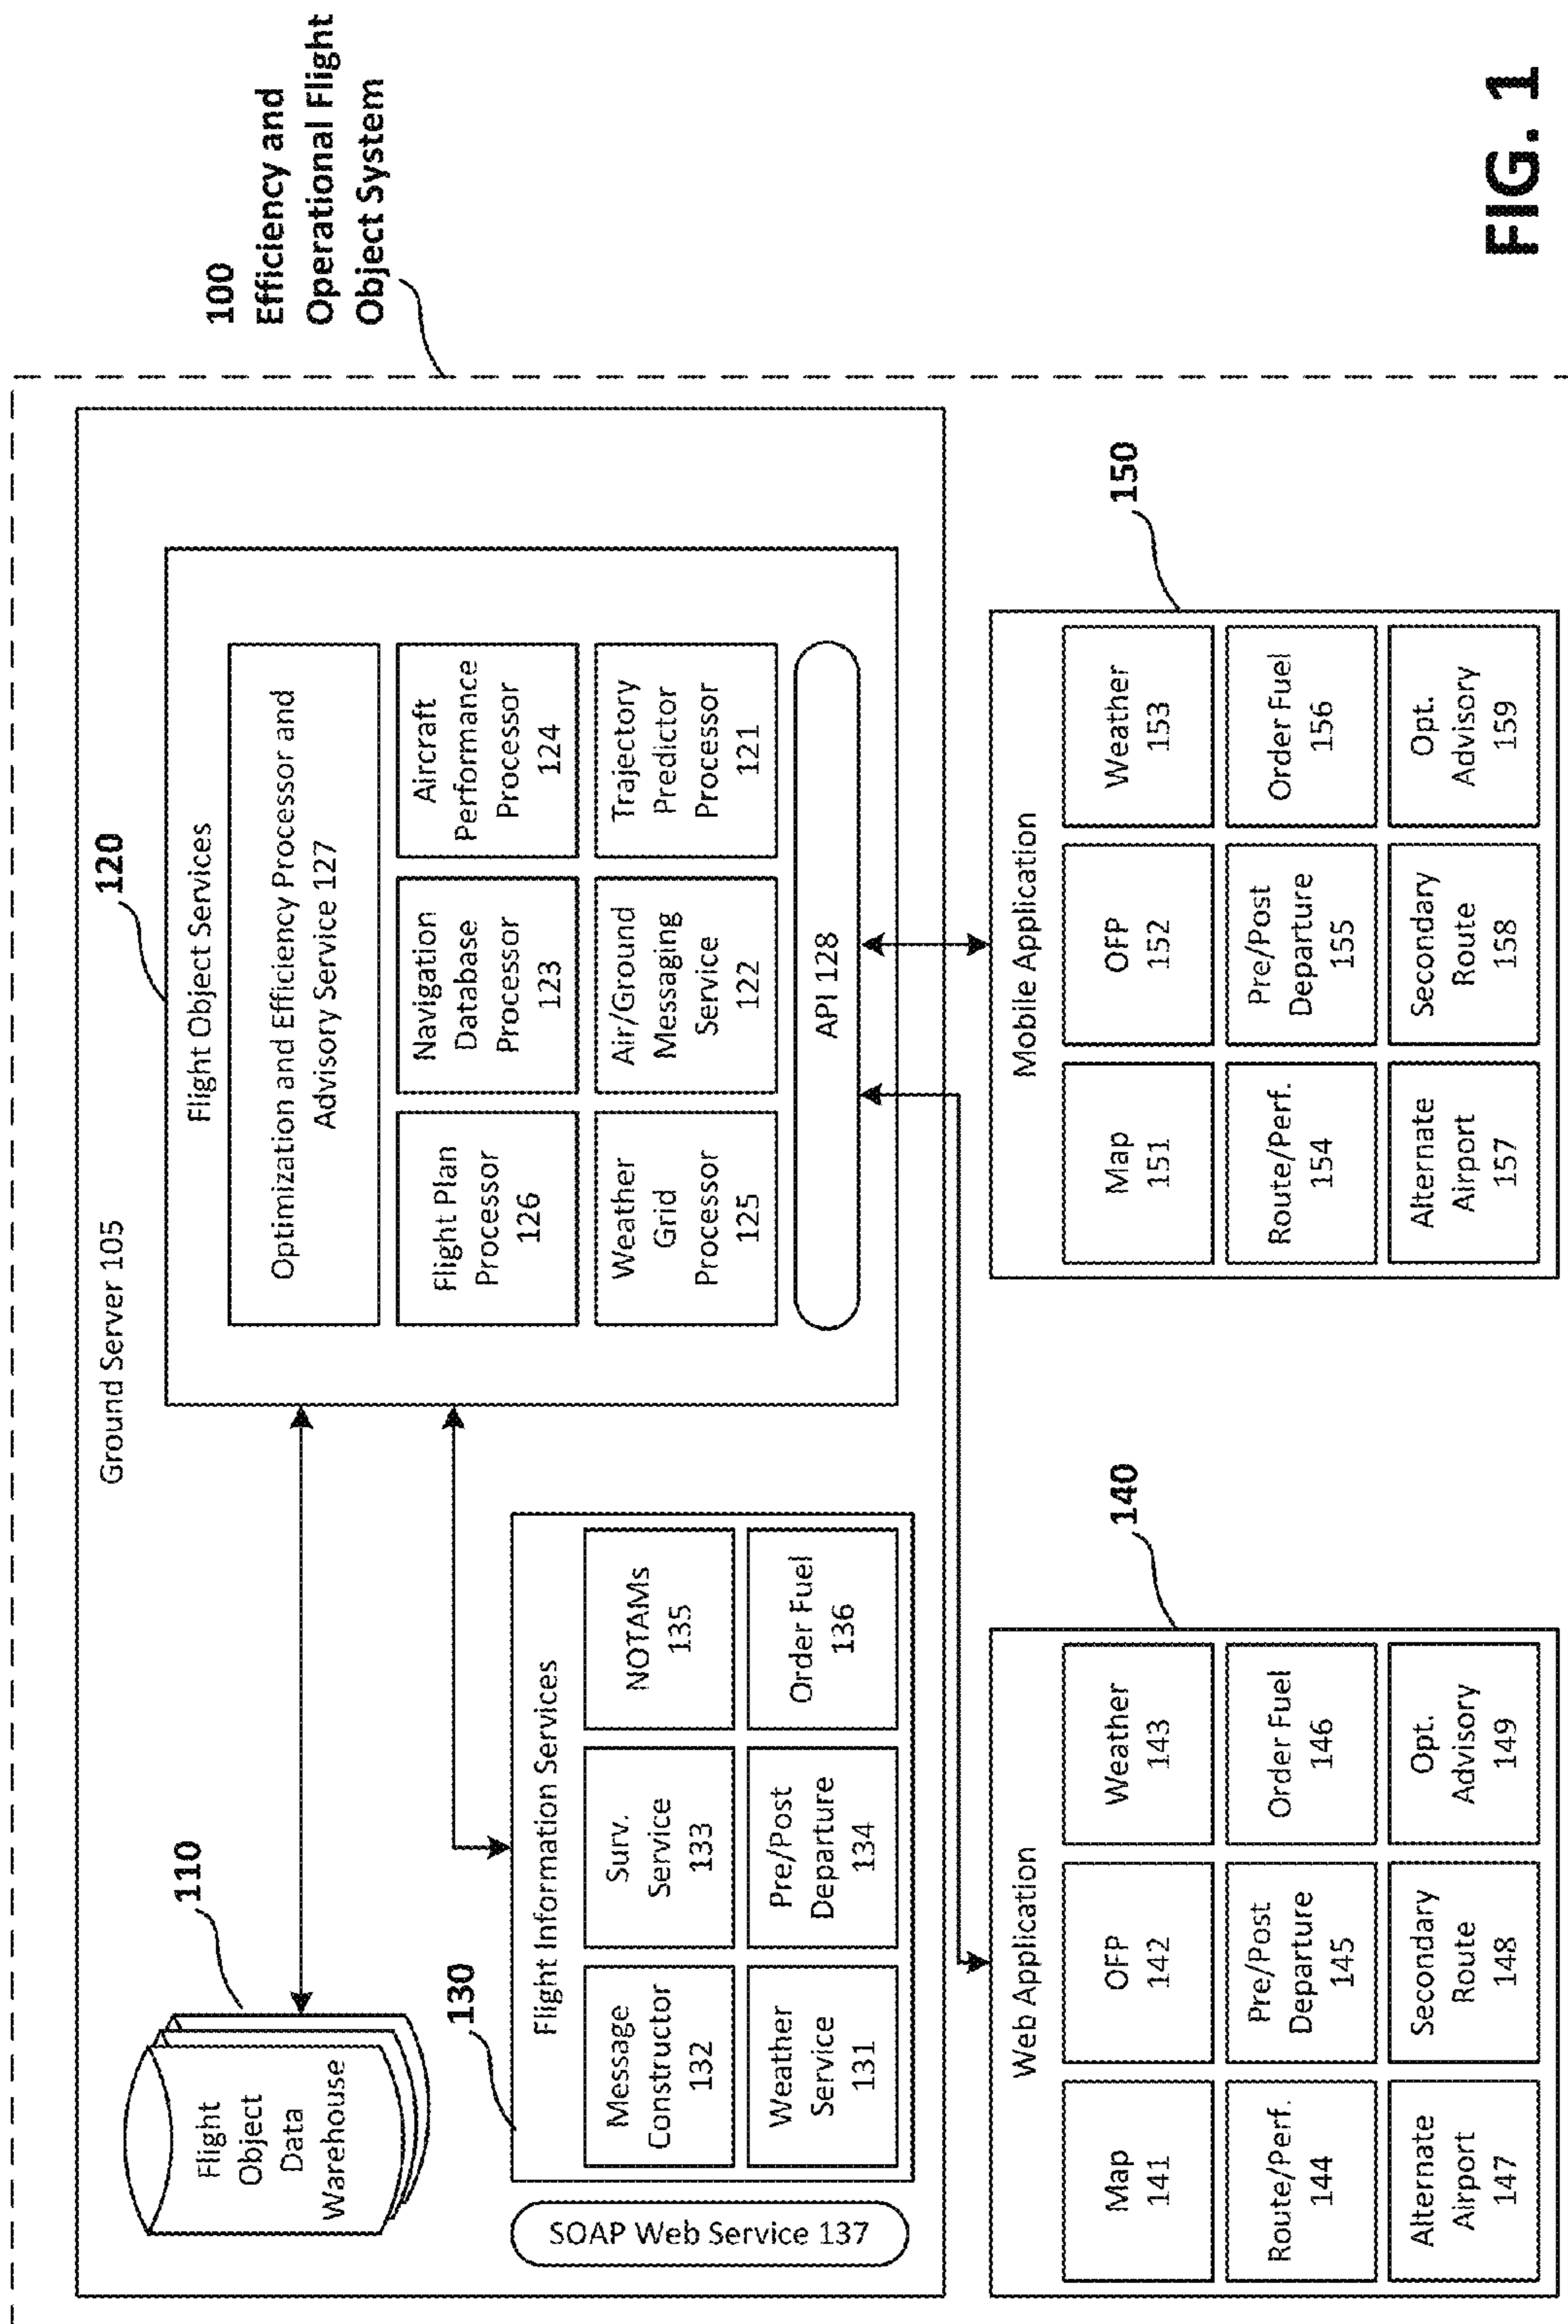 100
Efficiency and
Operational Flight
Object System
Ground Server 105
110
Flight
Object
Data
Warehouse
120
Flight Object Services
Optimization and Efficiency Processor and
Advisory Service 127
Flight Plan
Processor
126
Navigation
Database
Processor
123
Aircraft
Performance
Processor
124
Weather
Grid
Processor
125
Air/Ground
Messaging
Service
122
Trajectory
Predictor
Processor
121
API 128
130
Flight Information Services
Message
Constructor
132
Surv.
Service
133
NOTAMs
135
Weather
Service
131
Pre/Post
Departure
134
Order Fuel
136
SOAP Web Service 137
140
Web Application
Map
141
OFP
142
Weather
143
Route/Perf.
144
Pre/Post
Departure
145
Order Fuel
146
Alternate
Airport
147
Secondary
Route
148
Opt.
Advisory
149
150
Mobile Application
Map
151
OFP
152
Weather
153
Route/Perf.
154
Pre/Post
Departure
155
Order Fuel
156
Alternate
Airport
157
Secondary
Route
158
Opt.
Advisory
159
FIG. 1